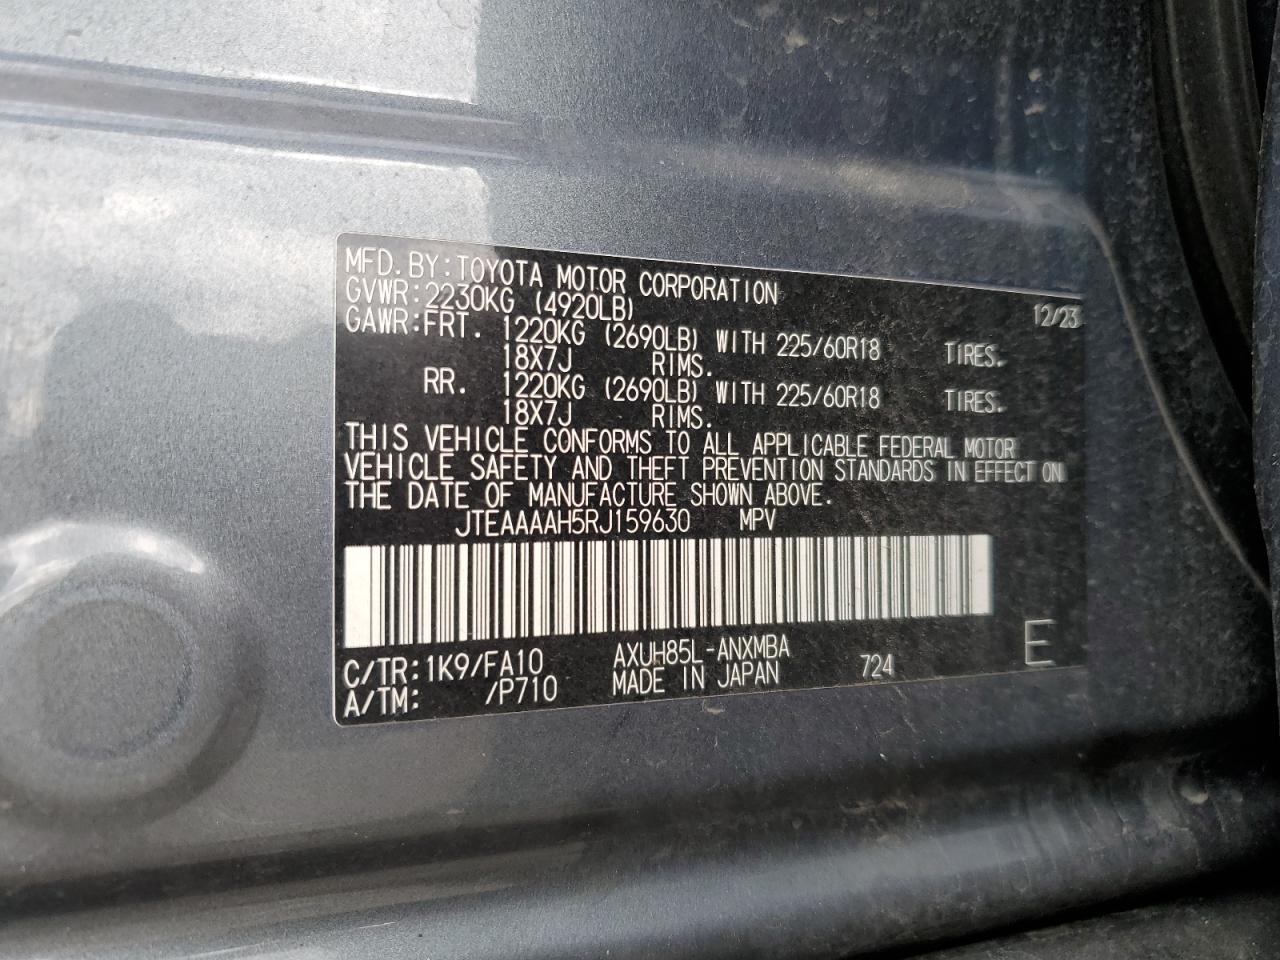 MFD. BY: TOYOTA MOTOR CORPORATION 12/23
GVWR: 2230KG (4920LB)
GAWR: FRT. 1220KG (2690LB) WITH 225/60R18 TIRES.
18X7J RIMS.
RR. 1220KG (2690LB) WITH 225/60R18 TIRES.
18X7J RIMS.
THIS VEHICLE CONFORMS TO ALL APPLICABLE FEDERAL MOTOR
VEHICLE SAFETY AND THEFT PREVENTION STANDARDS IN EFFECT ON
THE DATE OF MANUFACTURE SHOWN ABOVE.
JTEAAAAH5RJ159630 MPV
C/TR: 1K9/FA10 AXUH85L-ANXMBA
A/TM: /P710 MADE IN JAPAN 724 E